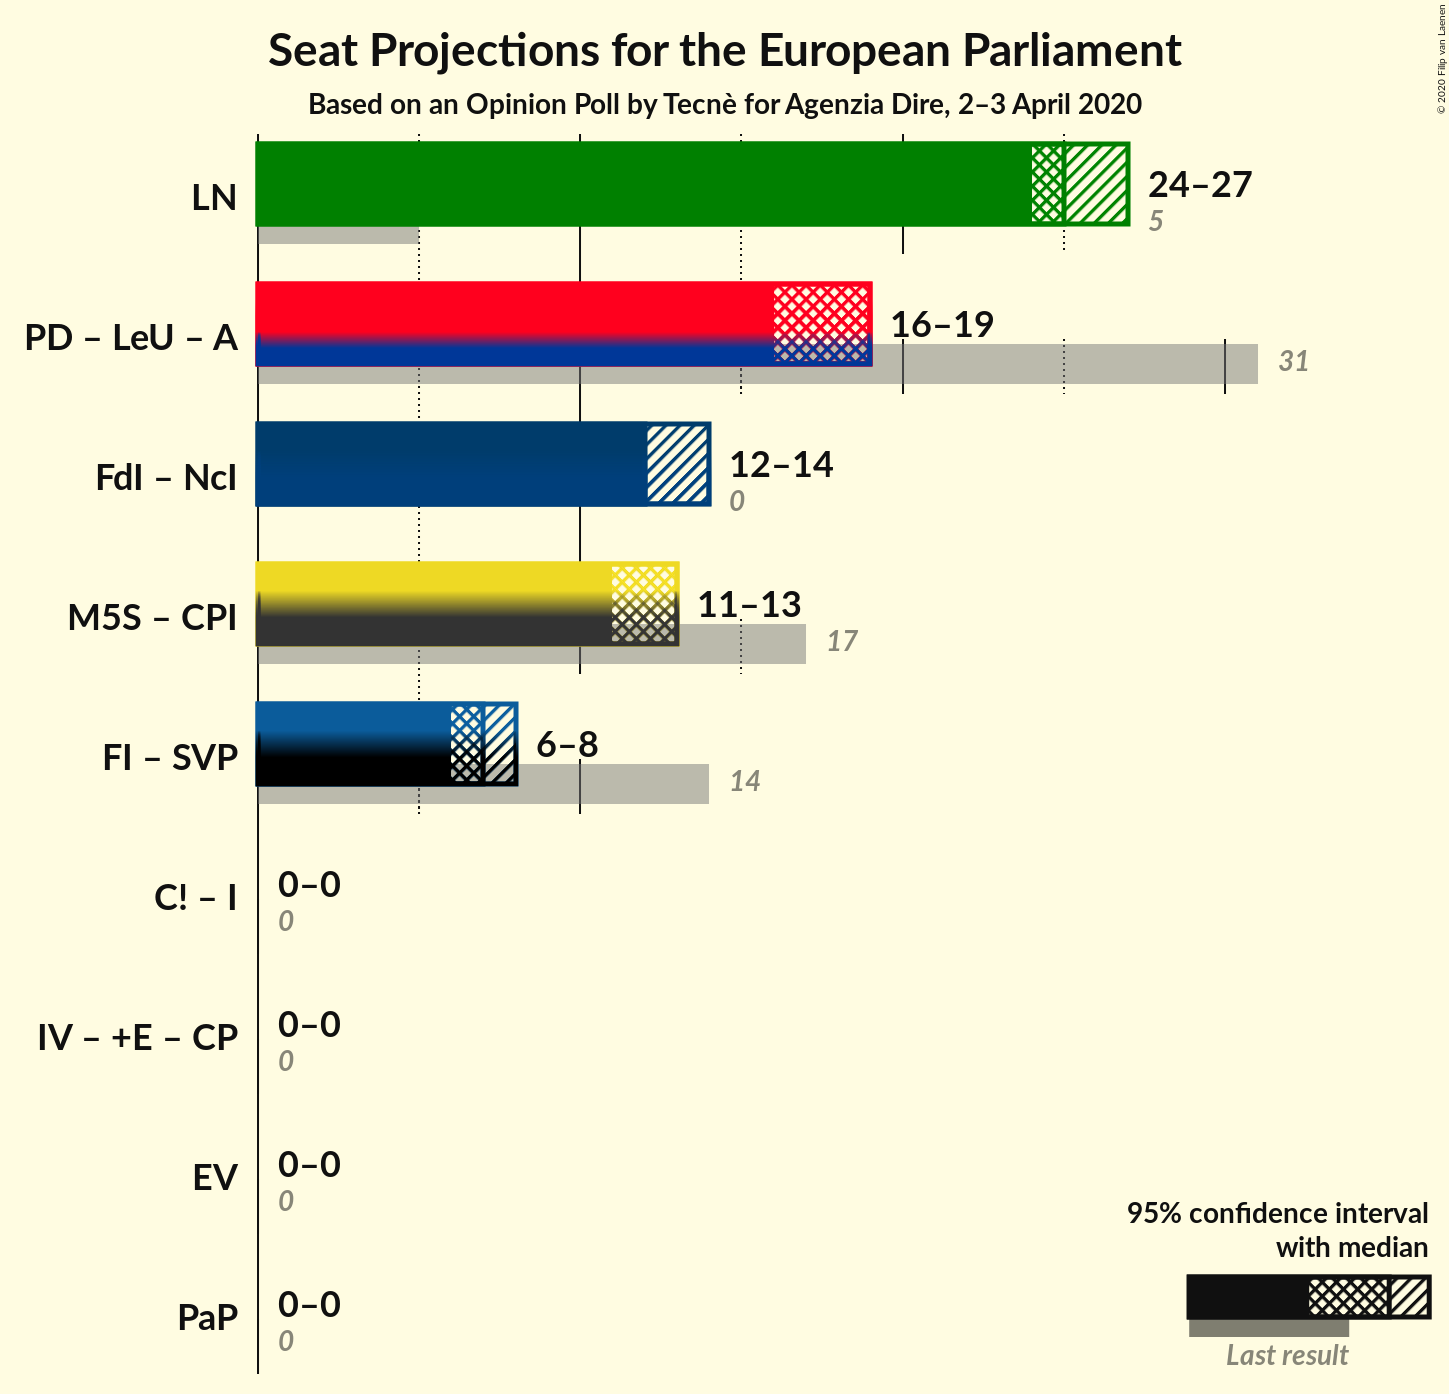 Seat Projections for the European Parliament
Based on an Opinion Poll by Tecnè for Agenzia Dire, 2–3 April 2020
© 2020 Filip van Laenen
LN
24–27
5
PD – LeU – A
16–19
31
FdI – NcI
12–14
0
M5S – CPI
11–13
17
FI – SVP
6–8
14
C! – I
0–0
0
IV – +E – CP
0–0
0
EV
0–0
0
PaP
0–0
0
95% confidence interval
with median
Last result